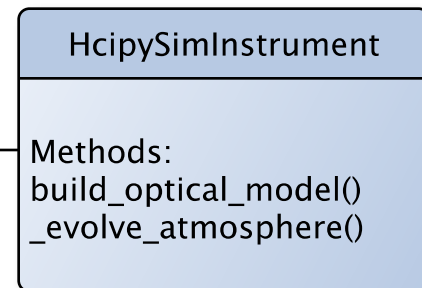 HcipySimInstrument
Methods:
build_optical_model()
_evolve_atmosphere()